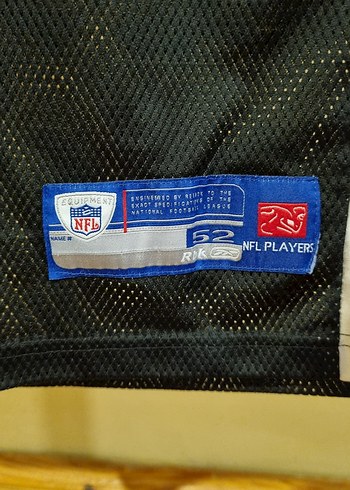 EQUIPMENT
NFL
NAME #
ENGINEERED BY REEBOK TO THE
EXACT SPECIFICATIONS OF THE
NATIONAL FOOTBALL LEAGUE
52
RBK
NFL PLAYERS